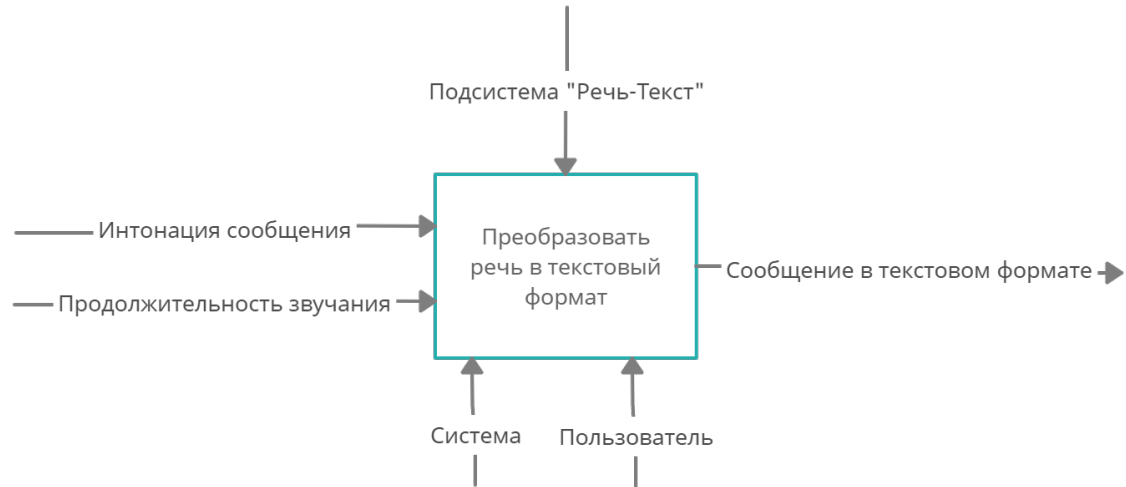 Подсистема "Речь-Текст"
Интонация сообщения
Преобразовать
речь в текстовый
формат
Сообщение в текстовом формате
Продолжительность звучания
Система
Пользователь